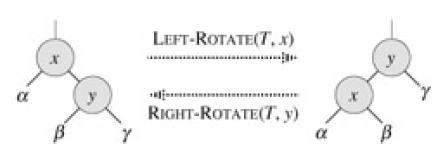 LEFT-ROTATE(T, x)
x
y
α
y
x
γ
RIGHT-ROTATE(T, y)
β
γ
α
β